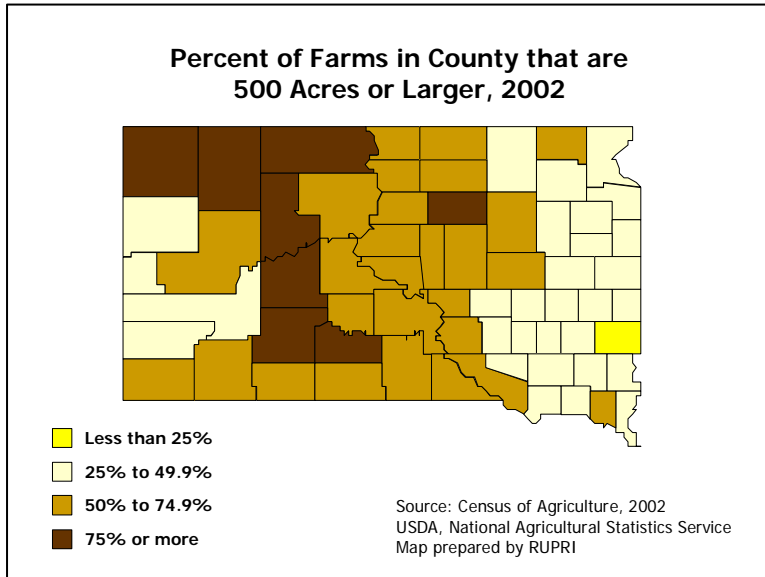 Percent of Farms in County that are
500 Acres or Larger, 2002
Less than 25%
25% to 49.9%
50% to 74.9%
75% or more
Source: Census of Agriculture, 2002
USDA, National Agricultural Statistics Service
Map prepared by RUPRI